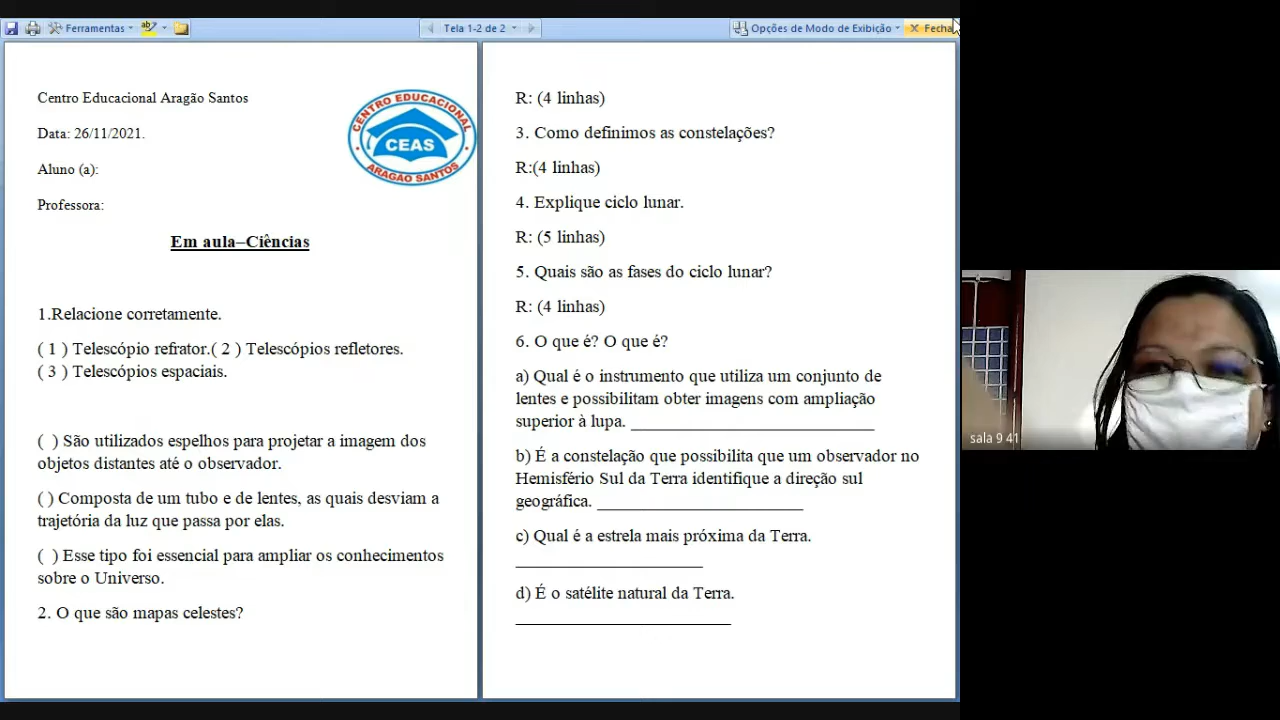 Ferramentas
Tela 1-2 de 2
Opções de Modo de Exibição
Fecha
Centro Educacional Aragão Santos
Data: 26/11/2021.
Aluno (a):
Professora:
CENTRO EDUCACIONAL
CEAS
ARAGAO SANTOS
Em aula–Ciências
1.Relacione corretamente.
( 1 ) Telescópio refrator.( 2 ) Telescópios refletores.
( 3 ) Telescópios espaciais.
( ) São utilizados espelhos para projetar a imagem dos
objetos distantes até o observador.
( ) Composta de um tubo e de lentes, as quais desviam a
trajetória da luz que passa por elas.
( ) Esse tipo foi essencial para ampliar os conhecimentos
sobre o Universo.
2. O que são mapas celestes?
R: (4 linhas)
3. Como definimos as constelações?
R:(4 linhas)
4. Explique ciclo lunar.
R: (5 linhas)
5. Quais são as fases do ciclo lunar?
R: (4 linhas)
6. O que é? O que é?
a) Qual é o instrumento que utiliza um conjunto de
lentes e possibilitam obter imagens com ampliação
superior à lupa. ___________________________
b) É a constelação que possibilita que um observador no
Hemisfério Sul da Terra identifique a direção sul
geográfica. _______________________
c) Qual é a estrela mais próxima da Terra.
_____________________
d) É o satélite natural da Terra.
________________________
sala 9 41